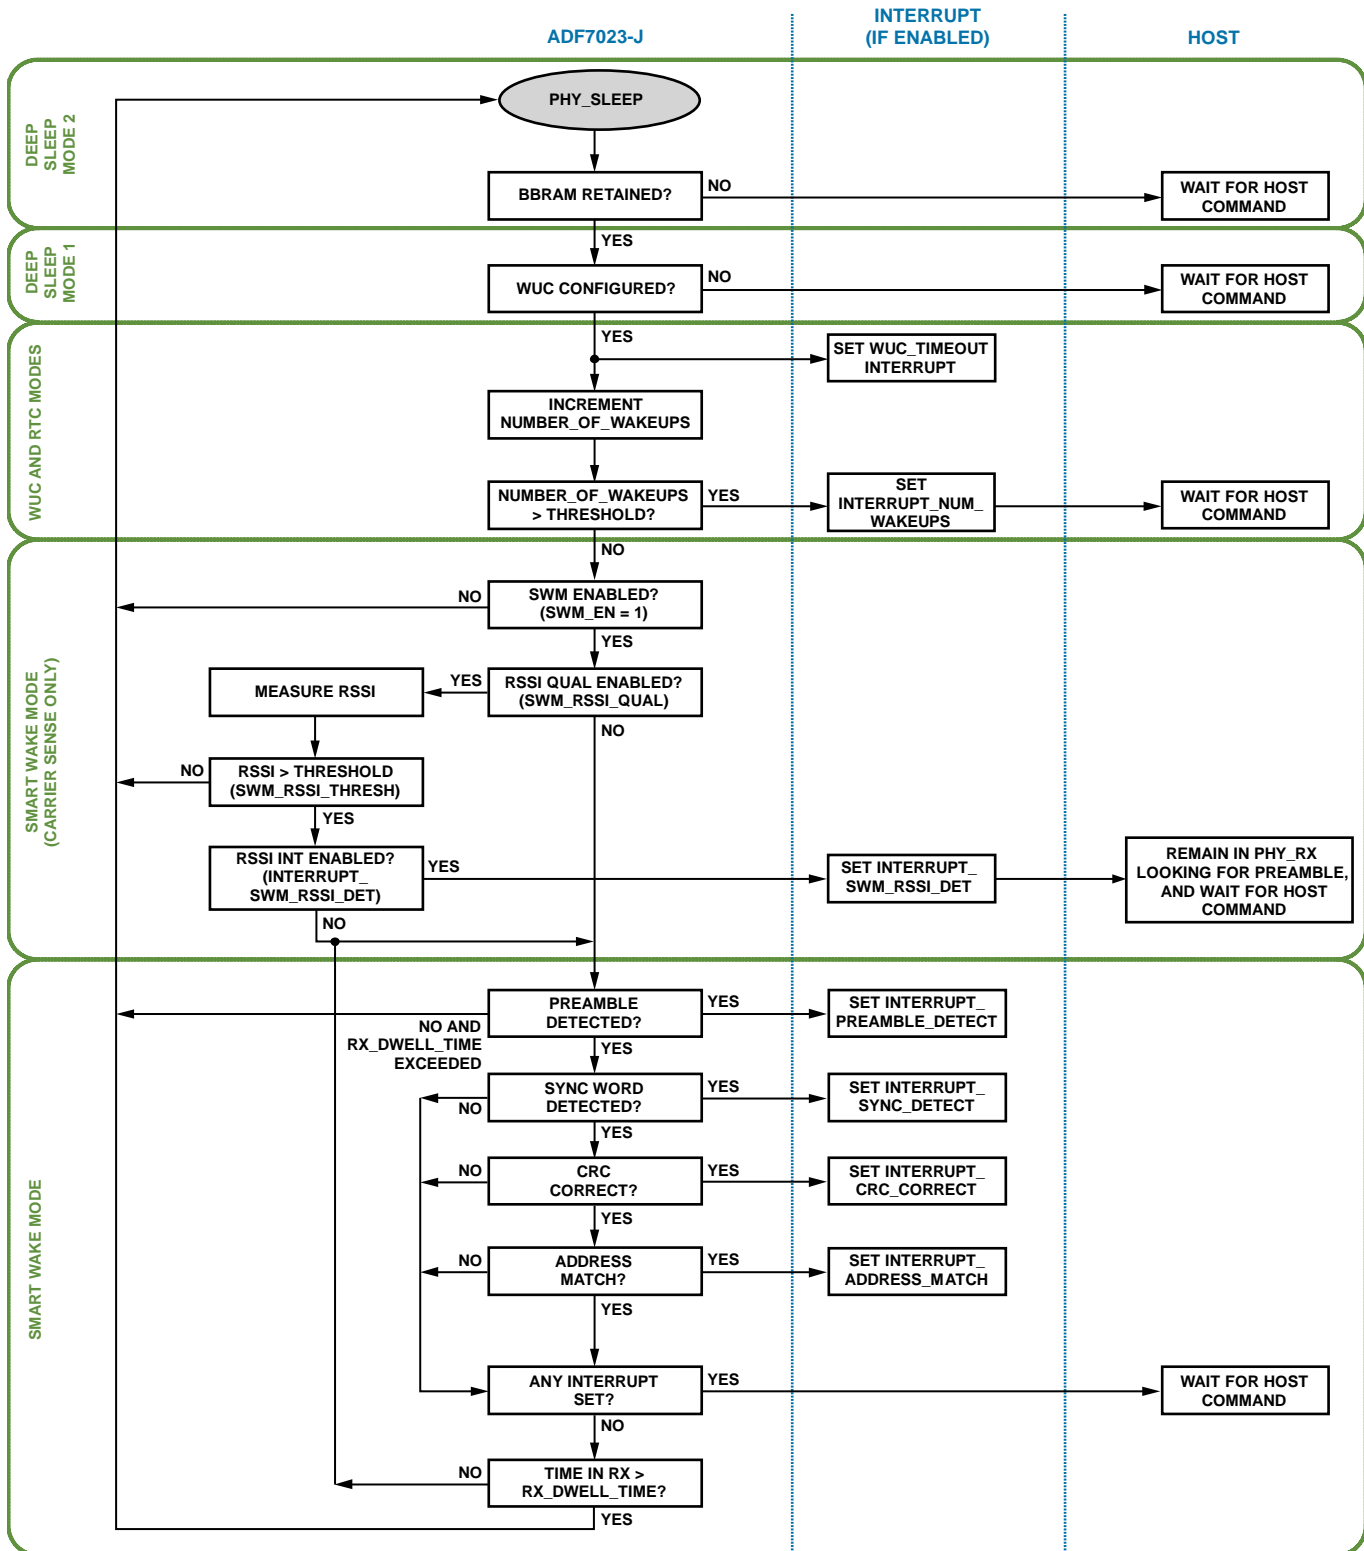 ADF7023-J
INTERRUPT
(IF ENABLED)
HOST
DEEP
SLEEP
MODE 2
PHY_SLEEP
BBRAM RETAINED?
NO
WAIT FOR HOST
COMMAND
YES
DEEP
SLEEP
MODE 1
WUC CONFIGURED?
NO
WAIT FOR HOST
COMMAND
YES
WUC AND RTC MODES
SET WUC_TIMEOUT
INTERRUPT
INCREMENT
NUMBER_OF_WAKEUPS
NUMBER_OF_WAKEUPS
> THRESHOLD?
YES
SET
INTERRUPT_NUM_
WAKEUPS
WAIT FOR HOST
COMMAND
NO
SMART WAKE MODE
(CARRIER SENSE ONLY)
SWM ENABLED?
(SWM_EN = 1)
NO
YES
RSSI QUAL ENABLED?
(SWM_RSSI_QUAL)
YES
MEASURE RSSI
NO
RSSI > THRESHOLD
(SWM_RSSI_THRESH)
NO
YES
RSSI INT ENABLED?
(INTERRUPT_
SWM_RSSI_DET)
YES
SET INTERRUPT_
SWM_RSSI_DET
REMAIN IN PHY_RX
LOOKING FOR PREAMBLE,
AND WAIT FOR HOST
COMMAND
NO
SMART WAKE MODE
PREAMBLE
DETECTED?
YES
SET INTERRUPT_
PREAMBLE_DETECT
NO AND
RX_DWELL_TIME
EXCEEDED
YES
SYNC WORD
DETECTED?
YES
SET INTERRUPT_
SYNC_DETECT
NO
YES
CRC
CORRECT?
NO
YES
SET INTERRUPT_
CRC_CORRECT
YES
ADDRESS
MATCH?
NO
YES
SET INTERRUPT_
ADDRESS_MATCH
YES
ANY INTERRUPT
SET?
YES
WAIT FOR HOST
COMMAND
NO
TIME IN RX >
RX_DWELL_TIME?
NO
YES